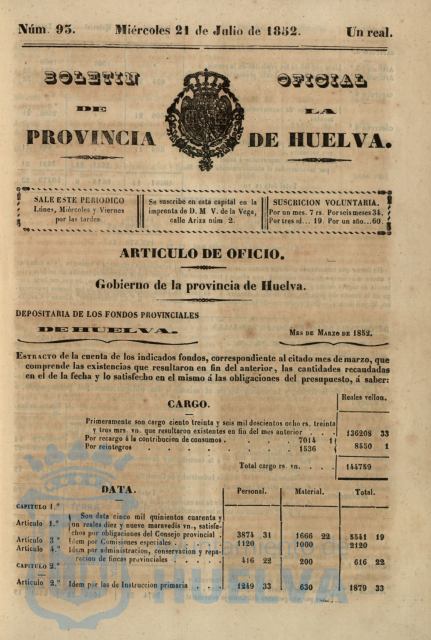 Núm. 93. Miércoles 21 de Julio de 1852. Un real.
BOLETIN OFICIAL
DE LA
PROVINCIA DE HUELVA.
SALE ESTE PERIODICO
Lúnes, Miércoles y Viernes
por las tardes
Se suscribe en esta capital en la
imprenta de D. M V. de la Vega,
calle Ariza núm 2.
SUSCRICION VOLUNTARIA.
Por un mes. 7 rs. Por seis meses 34.
Por tres id... 19. Por un año... 60.
ARTICULO DE OFICIO.
Gobierno de la provincia de Huelva.
DEPOSITARIA DE LOS FONDOS PROVINCIALES
DE HUELVA.
MES DE MARZO DE 1852.
EXTRACTO de la cuenta de los indicados fondos, correspondiente al citado mes de marzo, que
comprende las existencias que resultaron en fin del anterior, las cantidades recaudadas
en el de la fecha y lo satisfecho en el mismo á las obligaciones del presupuesto, á saber:
CARGO.
Reales vellon.
Primeramente son cargo ciento treinta y seis mil doscientos ocho rs. treinta
y tres mrs. vn. que resultaron existentes en fin del mes anterior . . . 136208 33
Por recargo á la contribucion de consumos. . . . . 7014 1
Por reintegros . . . . . 1536
8550 1
Total cargo rs. vn. . . . . 144759
DATA.
Personal. Material. Total.
CAPITULO 1.º
Artículo 1.º Son data cinco mil quinientos cuarenta y
un reales diez y nueve maravedis vn., satisfe-
chos por obligaciones del Consejo provincial . 3874 31 1666 22 5541 19
Artículo 3.º Idem por Comisiones especiales . . . 1120 1000 2120
Artículo 4.º Idem por administracion, conservacion y repa-
racion de fincas provinciales . . . 416 22 200 616 22
CAPITULO 2.º
Artículo 2.º Idem por las de Instruccion primaria . . . 1249 33 630 1879 33
Ayuntamiento de
HUELVA